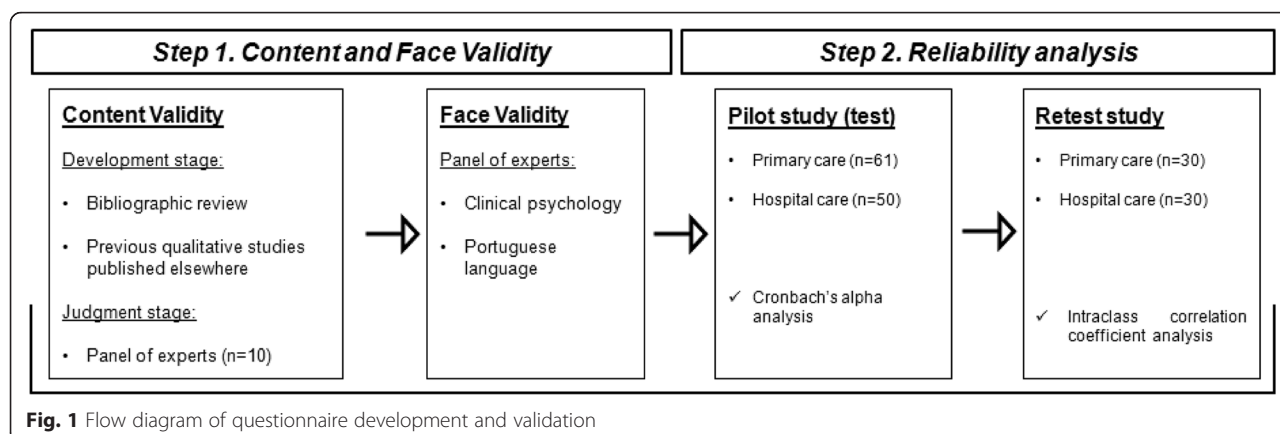 Step 1. Content and Face Validity
Step 2. Reliability analysis
Content Validity
Development stage:
• Bibliographic review
• Previous qualitative studies
published elsewhere
Judgment stage:
• Panel of experts (n=10)
Face Validity
Panel of experts:
• Clinical psychology
• Portuguese
language
Pilot study (test)
• Primary care (n=61)
• Hospital care (n=50)
✓ Cronbach's alpha
analysis
Retest study
• Primary care (n=30)
• Hospital care (n=30)
✓ Intraclass correlation
coefficient analysis
Fig. 1 Flow diagram of questionnaire development and validation